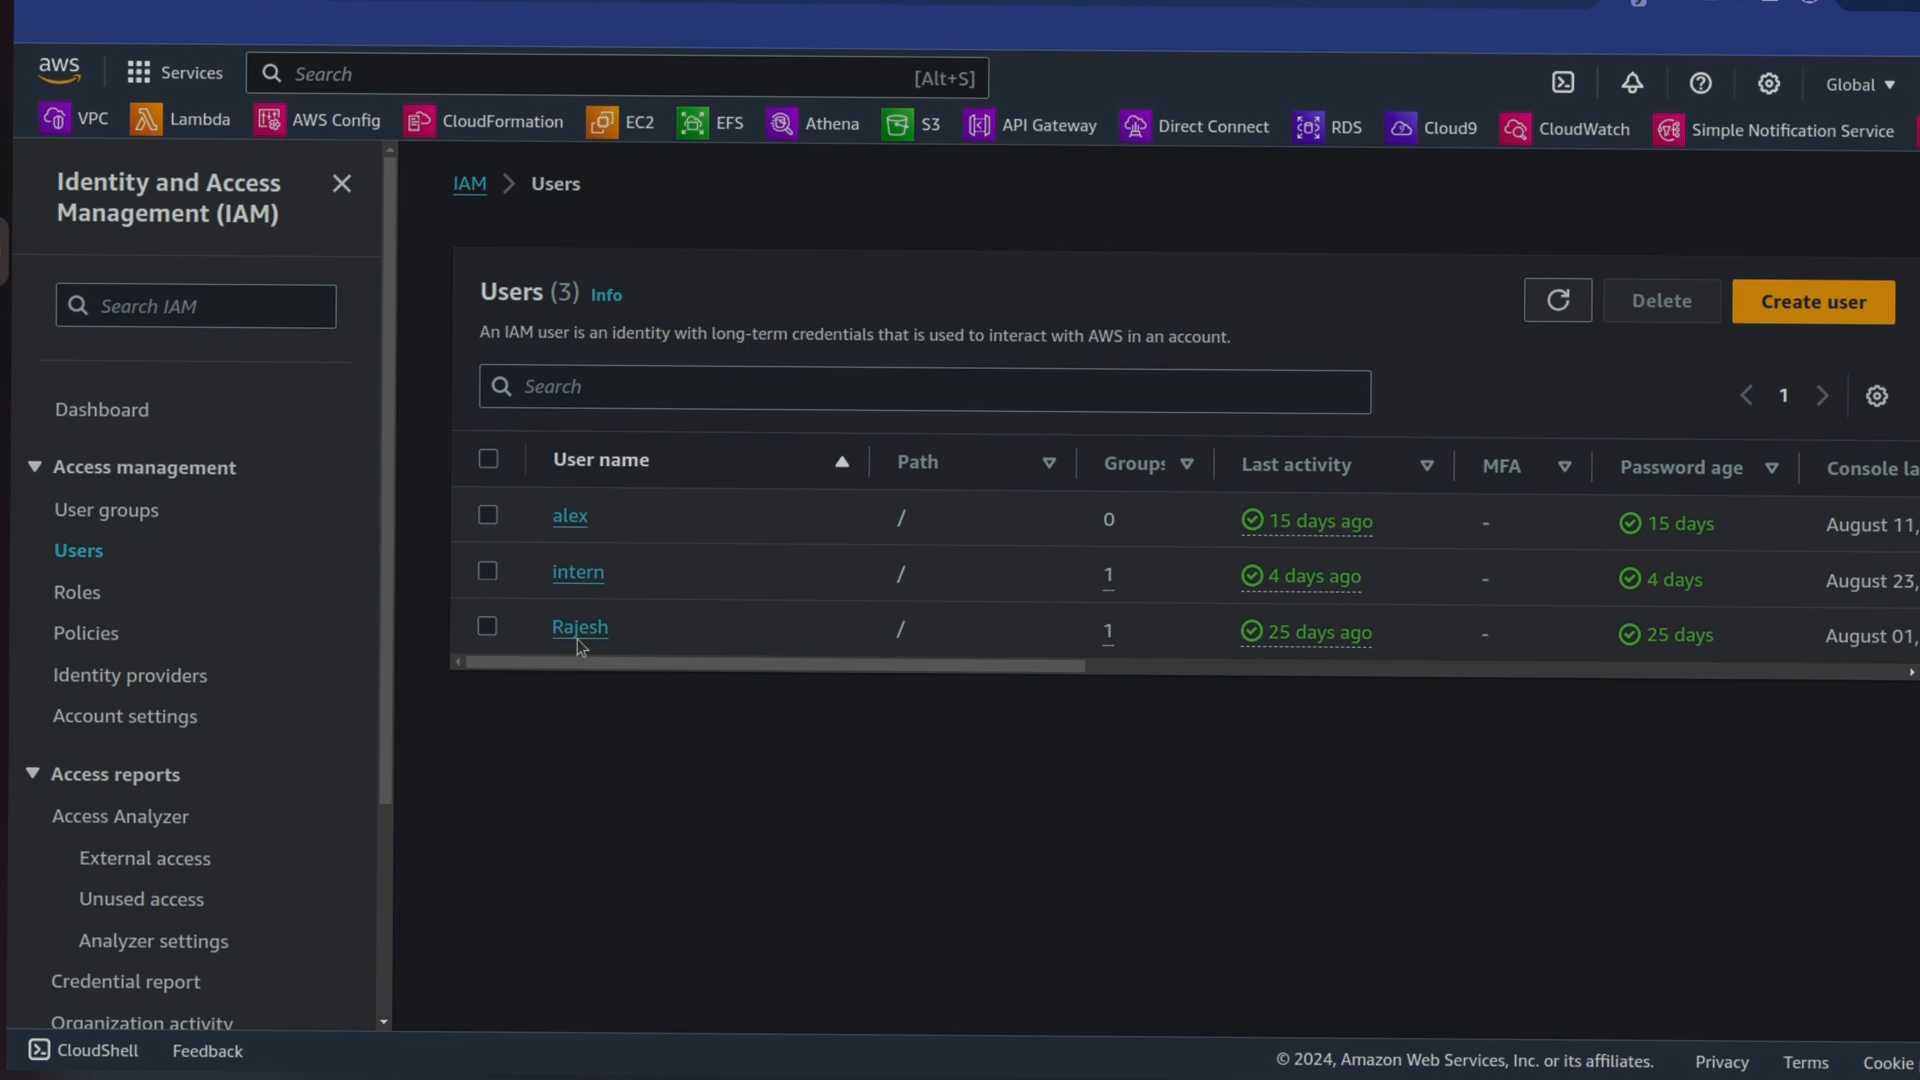 aws
Services
Search
[Alt+S]
Global
VPC
Lambda
AWS Config
CloudFormation
EC2
EFS
Athena
S3
API Gateway
Direct Connect
RDS
Cloud9
CloudWatch
Simple Notification Service
Identity and Access
Management (IAM)
Search IAM
Dashboard
Access management
User groups
Users
Roles
Policies
Identity providers
Account settings
Access reports
Access Analyzer
External access
Unused access
Analyzer settings
Credential report
Organization activity
IAM > Users
Users (3) Info
An IAM user is an identity with long-term credentials that is used to interact with AWS in an account.
Delete
Create user
Search
1
User name Path Groups Last activity MFA Password age Console la
alex / 0 15 days ago - 15 days August 11,
intern / 1 4 days ago - 4 days August 23,
Rajesh / 1 25 days ago - 25 days August 01,
CloudShell
Feedback
© 2024, Amazon Web Services, Inc. or its affiliates.
Privacy
Terms
Cookie